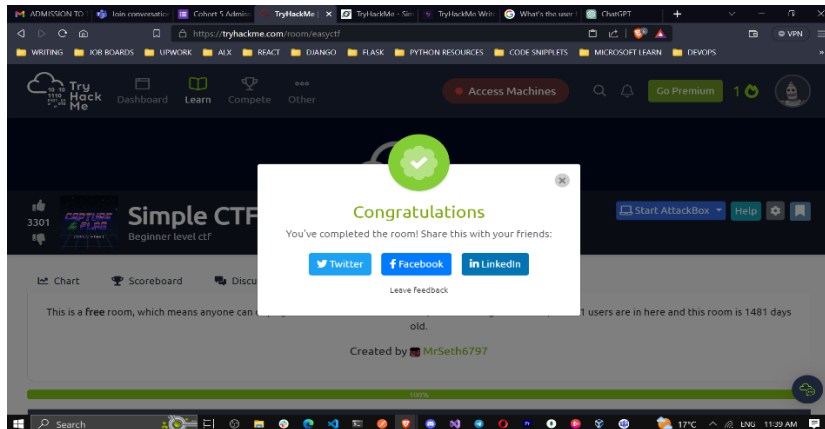 ADMISSION TO
Join conversatio
Cohort 5 Admiss
TryHackMe |
TryHackMe - Sim
TryHackMe Write
What's the user
ChatGPT
https://tryhackme.com/room/easyctf
VPN
WRITING
JOB BOARDS
UPWORK
ALX
REACT
DJANGO
FLASK
PYTHON RESOURCES
CODE SNIPPLETS
MICROSOFT LEARN
DEVOPS
Try Hack Me
Dashboard
Learn
Compete
Other
Access Machines
Go Premium
1
Congratulations
You've completed the room! Share this with your friends:
Twitter
Facebook
LinkedIn
Leave feedback
3301
CAPTURE
FLAG
Simple CTF
Beginner level ctf
Start AttackBox
Help
Chart
Scoreboard
Discu
This is a free room, which means anyone can
1 users are in here and this room is 1481 days
old.
Created by MrSeth6797
100%
Search
17°C
ENG
11:39 AM